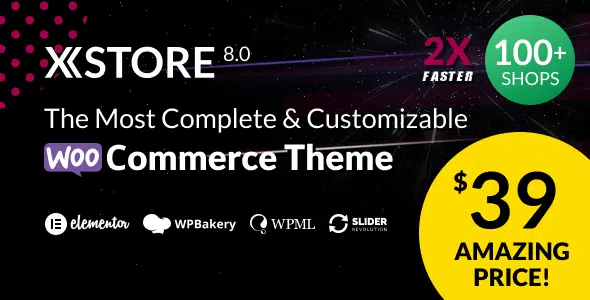 XSTORE 8.0
2X
FASTER
100+
SHOPS
The Most Complete & Customizable
WOO Commerce Theme
$39
AMAZING
PRICE!
elementor
WPBakery
WPML
SLIDER
REVOLUTION